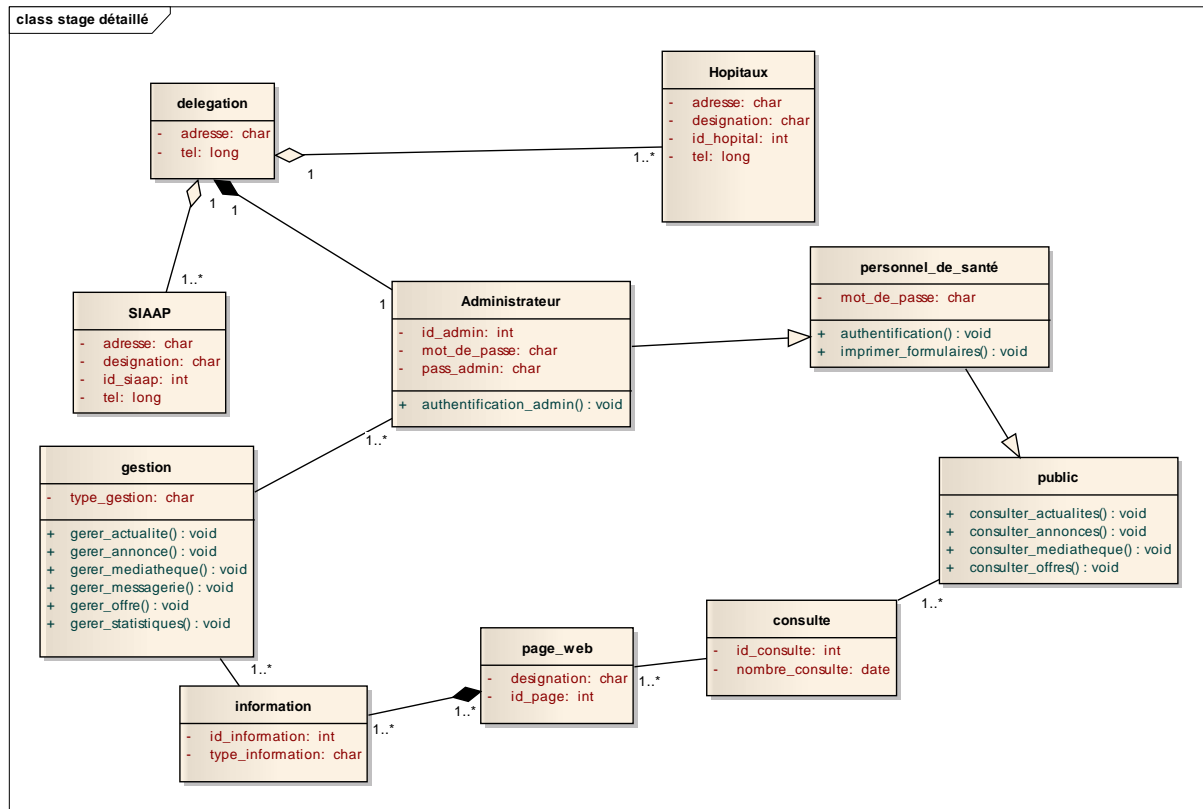 class stage détaillé
delegation
- adresse: char
- tel: long
1
1
1
1..*
Hopitaux
- adresse: char
- designation: char
- id_hopital: int
- tel: long
1..*
SIAAP
- adresse: char
- designation: char
- id_siaap: int
- tel: long
1
Administrateur
- id_admin: int
- mot_de_passe: char
- pass_admin: char
+ authentification_admin() : void
1..*
personnel_de_santé
- mot_de_passe: char
+ authentification() : void
+ imprimer_formulaires() : void
gestion
- type_gestion: char
+ gerer_actualite() : void
+ gerer_annonce() : void
+ gerer_mediatheque() : void
+ gerer_messagerie() : void
+ gerer_offre() : void
+ gerer_statistiques() : void
public
+ consulter_actualites() : void
+ consulter_annonces() : void
+ consulter_mediatheque() : void
+ consulter_offres() : void
1..*
consulte
- id_consulte: int
- nombre_consulte: date
1..*
page_web
- designation: char
- id_page: int
1..*
1..*
1..*
information
- id_information: int
- type_information: char